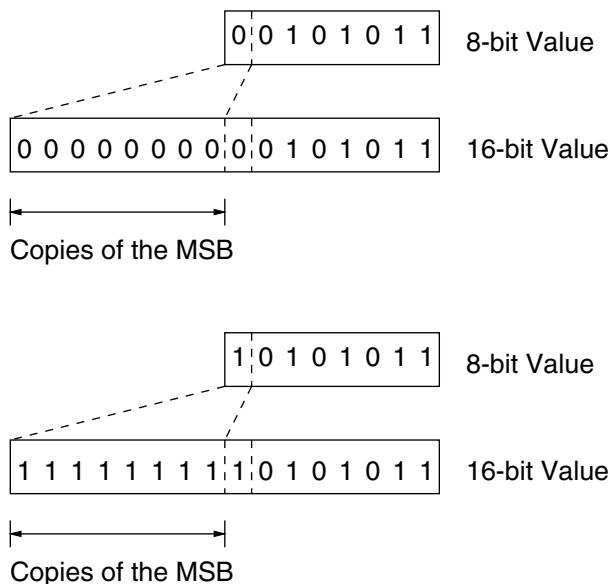 0 0 1 0 1 0 1 1 8-bit Value
0 0 0 0 0 0 0 0 0 0 1 0 1 0 1 1 16-bit Value
Copies of the MSB
1 0 1 0 1 0 1 1 8-bit Value
1 1 1 1 1 1 1 1 1 0 1 0 1 0 1 1 16-bit Value
Copies of the MSB